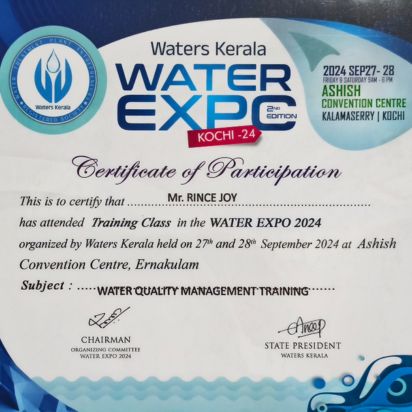 Waters Kerala
WATER
EXPO
2ND
EDITION
KOCHI -24
Waters Kerala
2024 SEP27- 28
FRIDAY & SATURDAY 9AM - 6 PM
ASHISH
CONVENTION CENTRE
KALAMASERRY | KOCHI
Certificate of Participation
This is to certify that ..... Mr. RINCE JOY .....
has attended Training Class in the WATER EXPO 2024
organized by Waters Kerala held on 27th and 28th September 2024 at Ashish
Convention Centre, Ernakulam
Subject : ..... WATER QUALITY MANAGEMENT TRAINING .....
CHAIRMAN
ORGANIZING COMMITTEE
WATER EXPO 2024
STATE PRESIDENT
WATERS KERALA